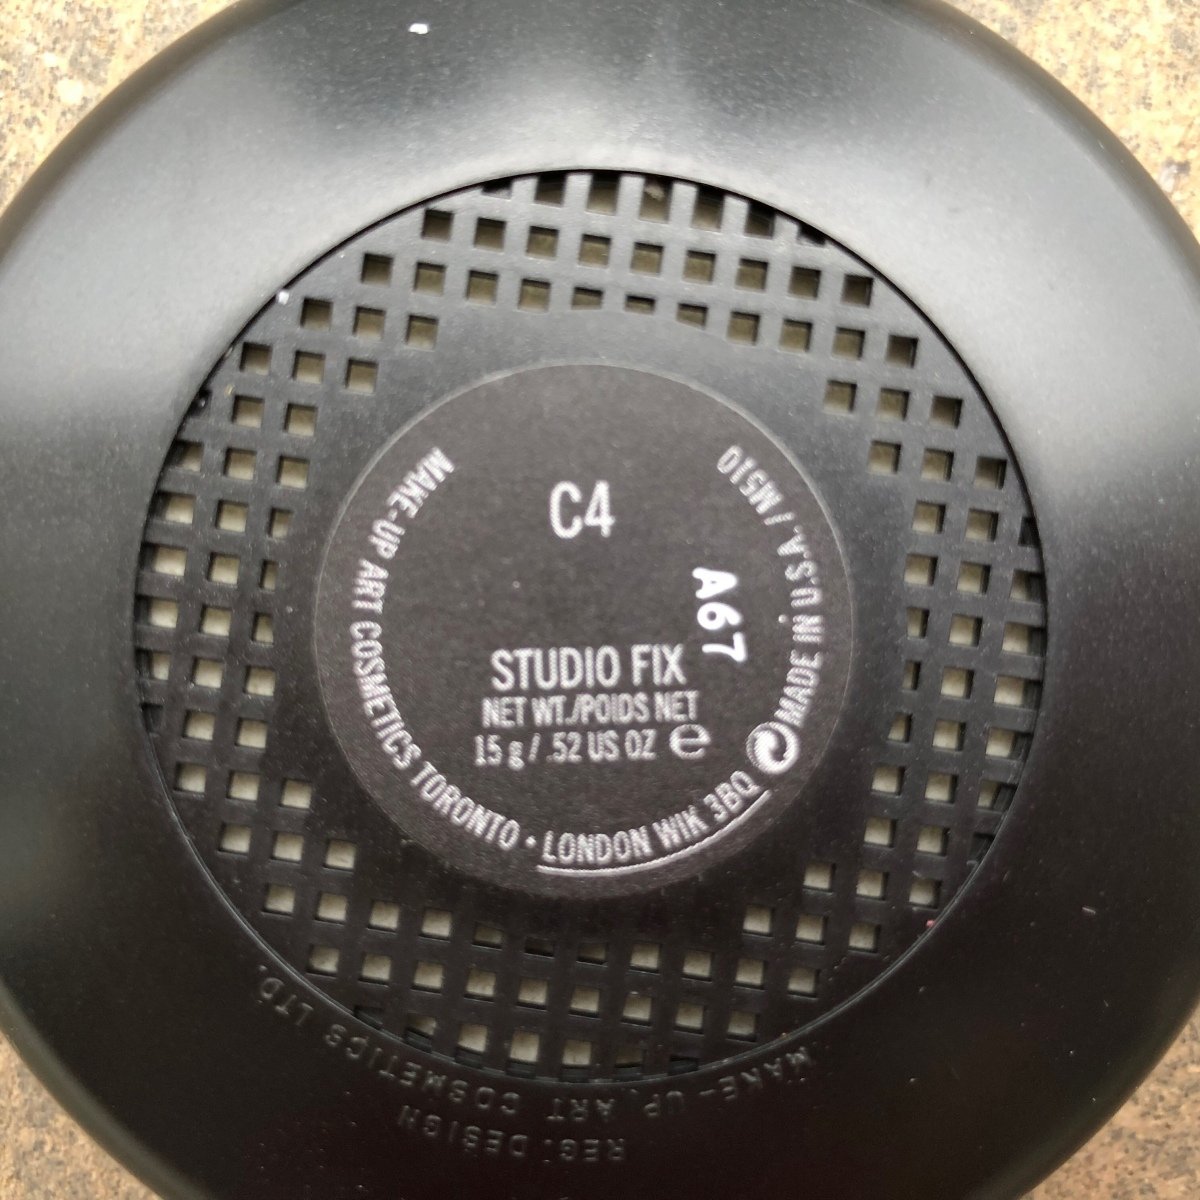 C4
A67
STUDIO FIX
NET WT./POIDS NET
15 g / .52 US OZ ℮
MAKE-UP ART COSMETICS TORONTO · LONDON W1K 3BQ
MADE IN U.S.A. / M510
MAKE-UP ART COSMETICS LTD.
REG. DESIGN